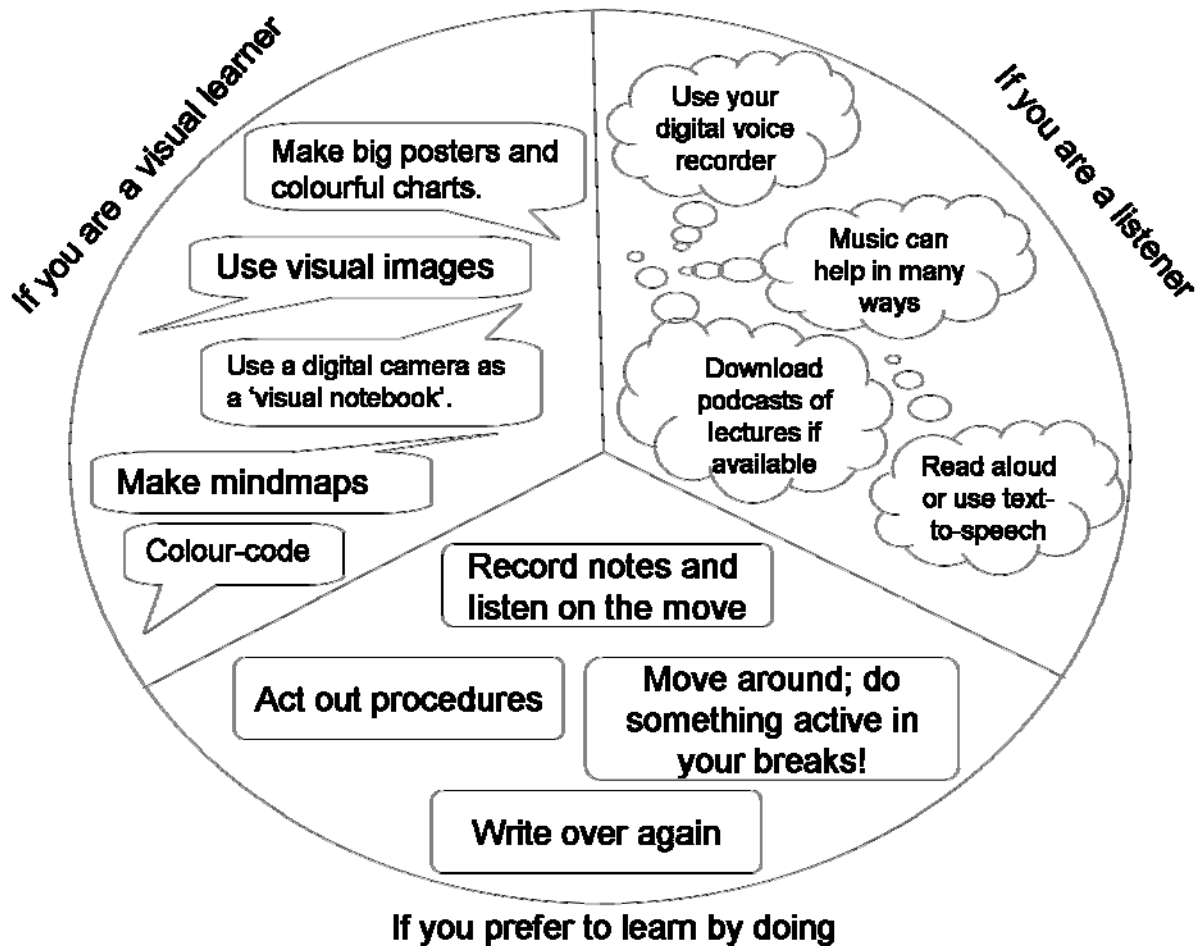 If you are a visual learner
Make big posters and
colourful charts.
Use visual images
Use a digital camera as
a ‘visual notebook’.
Make mindmaps
Colour-code
If you are a listener
Use your
digital voice
recorder
Music can
help in many
ways
Download
podcasts of
lectures if
available
Read aloud
or use text-
to-speech
Record notes and
listen on the move
Act out procedures
Move around; do
something active in
your breaks!
Write over again
If you prefer to learn by doing